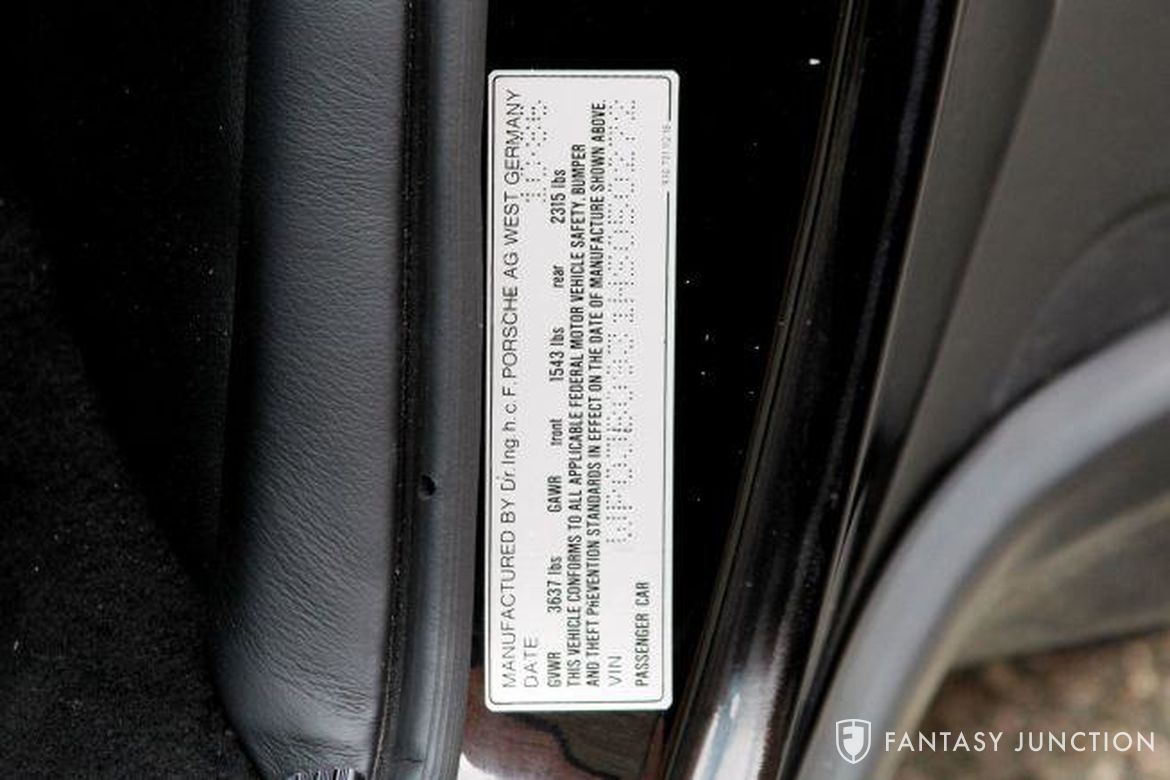 MANUFACTURED BY Dr. Ing. h. c. F. PORSCHE AG WEST GERMANY
DATE
GVWR 3637 lbs GAWR front 1543 lbs rear 2315 lbs
THIS VEHICLE CONFORMS TO ALL APPLICABLE FEDERAL MOTOR VEHICLE SAFETY, BUMPER
AND THEFT PREVENTION STANDARDS IN EFFECT ON THE DATE OF MANUFACTURE SHOWN ABOVE.
VIN
PASSENGER CAR
FANTASY JUNCTION